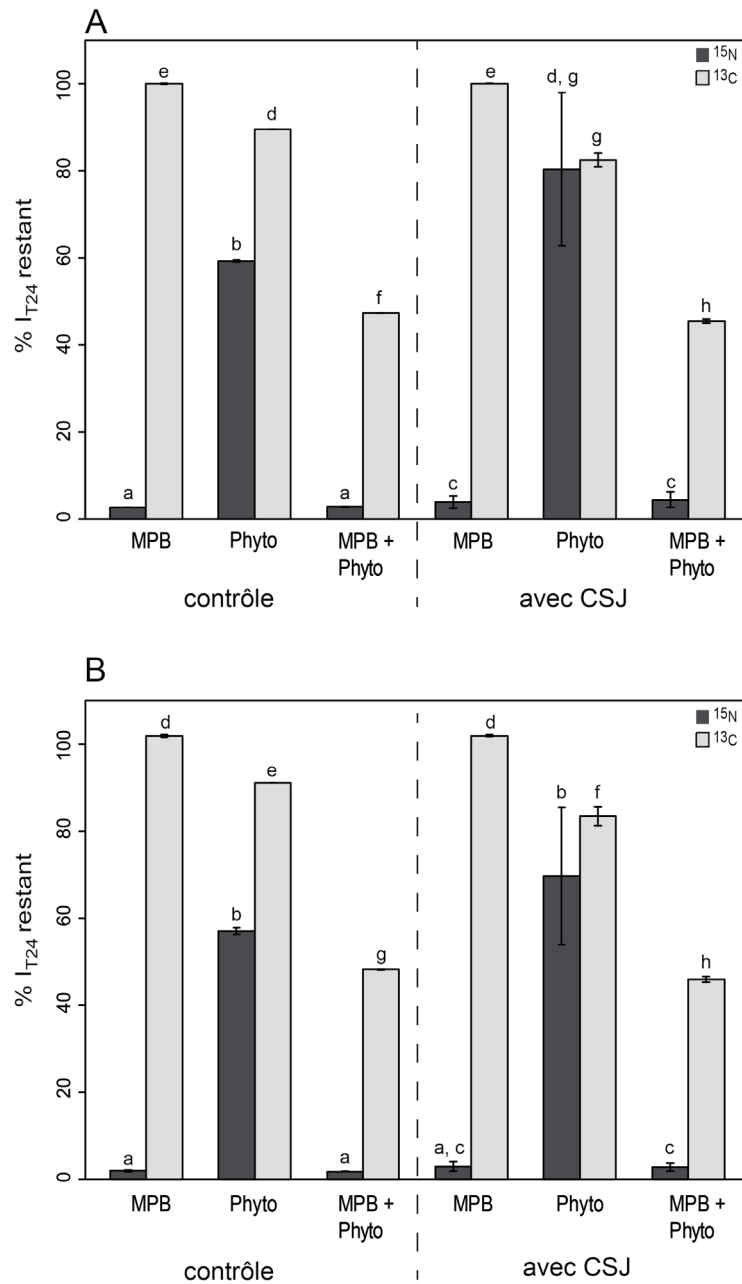 A
15N
13C
% IT24 restant
100
80
60
40
20
0
e
d
b
f
a
a
e
d, g
g
h
c
c
MPB
Phyto
MPB +
Phyto
MPB
Phyto
MPB +
Phyto
contrôle
avec CSJ
B
15N
13C
% IT24 restant
100
80
60
40
20
0
d
e
b
g
a
a
d
b
f
h
a, c
c
MPB
Phyto
MPB +
Phyto
MPB
Phyto
MPB +
Phyto
contrôle
avec CSJ